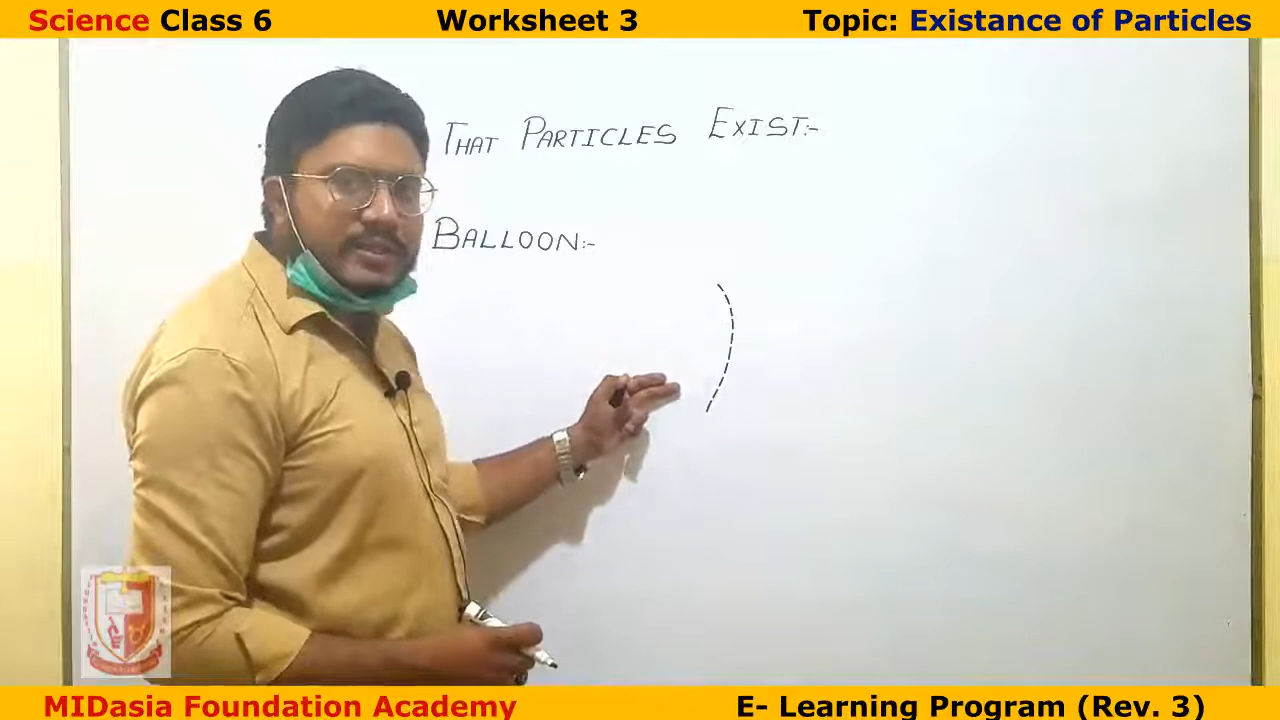 Science Class 6 Worksheet 3 Topic: Existance of Particles
THAT PARTICLES EXIST:-
BALLOON:-
MIDasia Foundation Academy E- Learning Program (Rev. 3)